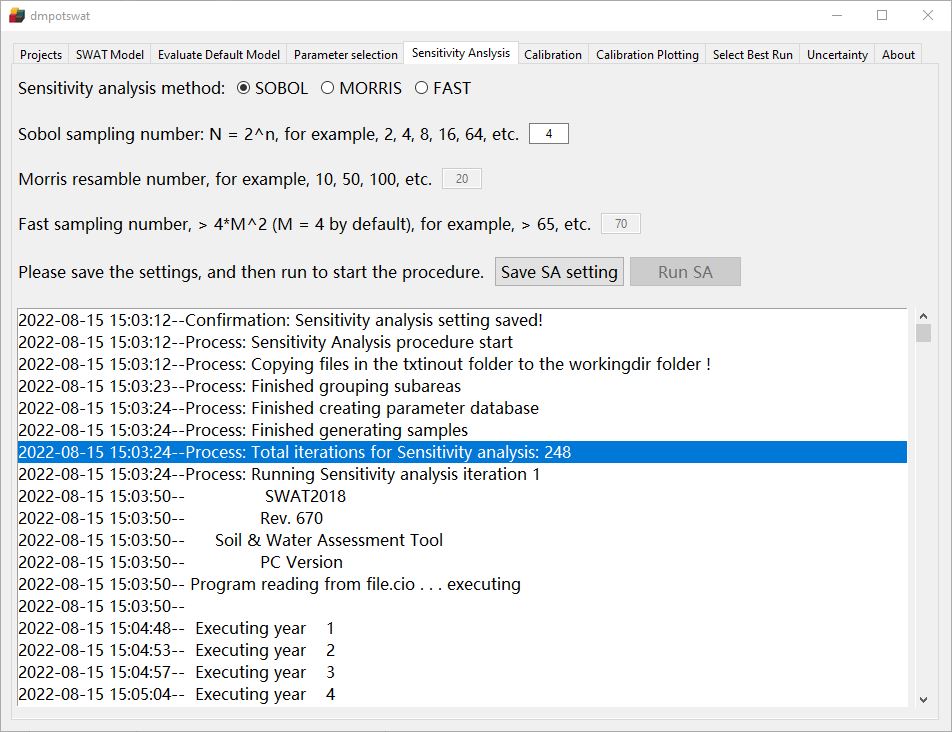 dmpotswat
Projects SWAT Model Evaluate Default Model Parameter selection Sensitivity Anslysis Calibration Calibration Plotting Select Best Run Uncertainty About
Sensitivity analysis method: SOBOL MORRIS FAST
Sobol sampling number: N = 2^n, for example, 2, 4, 8, 16, 64, etc. 4
Morris resamble number, for example, 10, 50, 100, etc. 20
Fast sampling number, > 4*M^2 (M = 4 by default), for example, > 65, etc. 70
Please save the settings, and then run to start the procedure. Save SA setting Run SA
2022-08-15 15:03:12--Confirmation: Sensitivity analysis setting saved!
2022-08-15 15:03:12--Process: Sensitivity Analysis procedure start
2022-08-15 15:03:12--Process: Copying files in the txtinout folder to the workingdir folder !
2022-08-15 15:03:23--Process: Finished grouping subareas
2022-08-15 15:03:24--Process: Finished creating parameter database
2022-08-15 15:03:24--Process: Finished generating samples
2022-08-15 15:03:24--Process: Total iterations for Sensitivity analysis: 248
2022-08-15 15:03:24--Process: Running Sensitivity analysis iteration 1
2022-08-15 15:03:50-- SWAT2018
2022-08-15 15:03:50-- Rev. 670
2022-08-15 15:03:50-- Soil & Water Assessment Tool
2022-08-15 15:03:50-- PC Version
2022-08-15 15:03:50-- Program reading from file.cio . . . executing
2022-08-15 15:03:50--
2022-08-15 15:04:48-- Executing year 1
2022-08-15 15:04:53-- Executing year 2
2022-08-15 15:04:57-- Executing year 3
2022-08-15 15:05:04-- Executing year 4